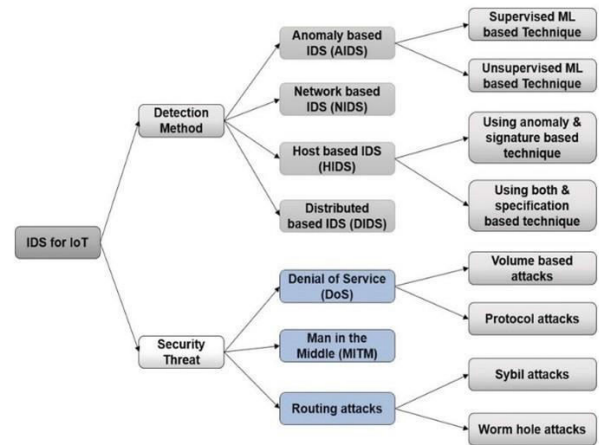 IDS for IoT
Detection
Method
Security
Threat
Anomaly based
IDS (AIDS)
Network based
IDS (NIDS)
Host based IDS
(HIDS)
Distributed
based IDS (DIDS)
Denial of Service
(DoS)
Man in the
Middle (MITM)
Routing attacks
Supervised ML
based Technique
Unsupervised ML
based Technique
Using anomaly &
signature based
technique
Using both &
specification
based technique
Volume based
attacks
Protocol attacks
Sybil attacks
Worm hole attacks